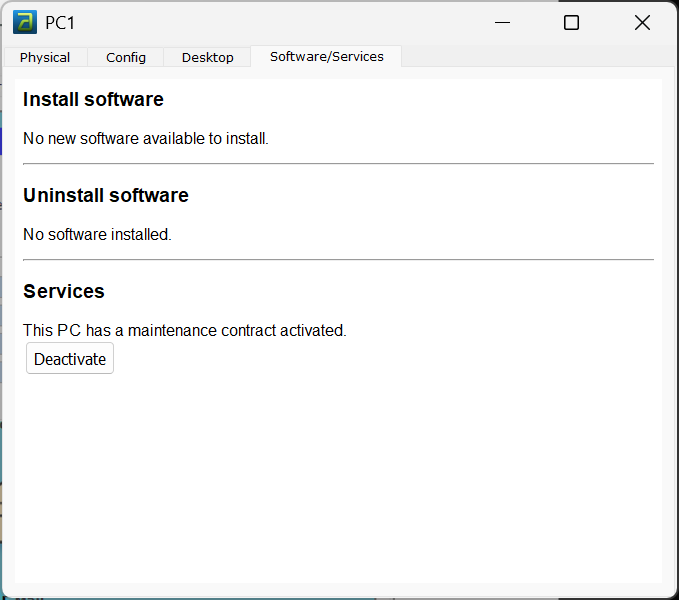 PC1
Physical Config Desktop Software/Services
Install software
No new software available to install.
Uninstall software
No software installed.
Services
This PC has a maintenance contract activated.
Deactivate